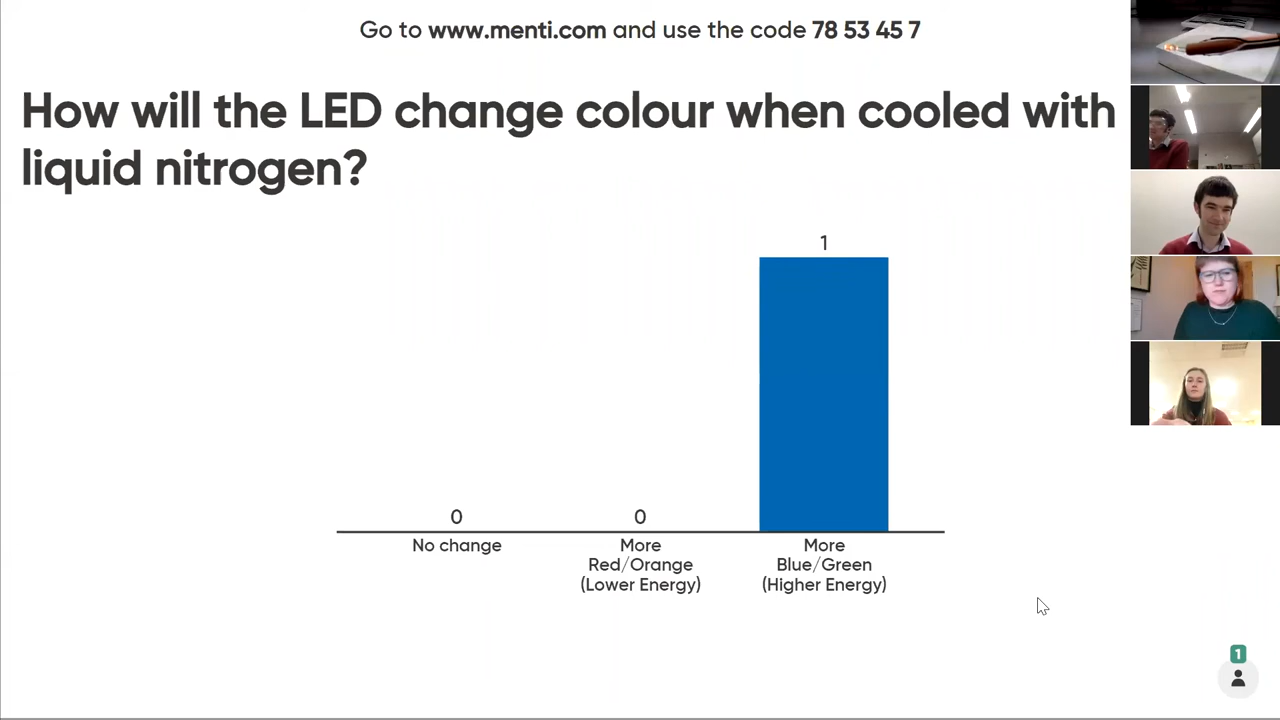 Go to www.menti.com and use the code 78 53 45 7
How will the LED change colour when cooled with
liquid nitrogen?
1
0
0
No change
More
Red/Orange
(Lower Energy)
More
Blue/Green
(Higher Energy)
1